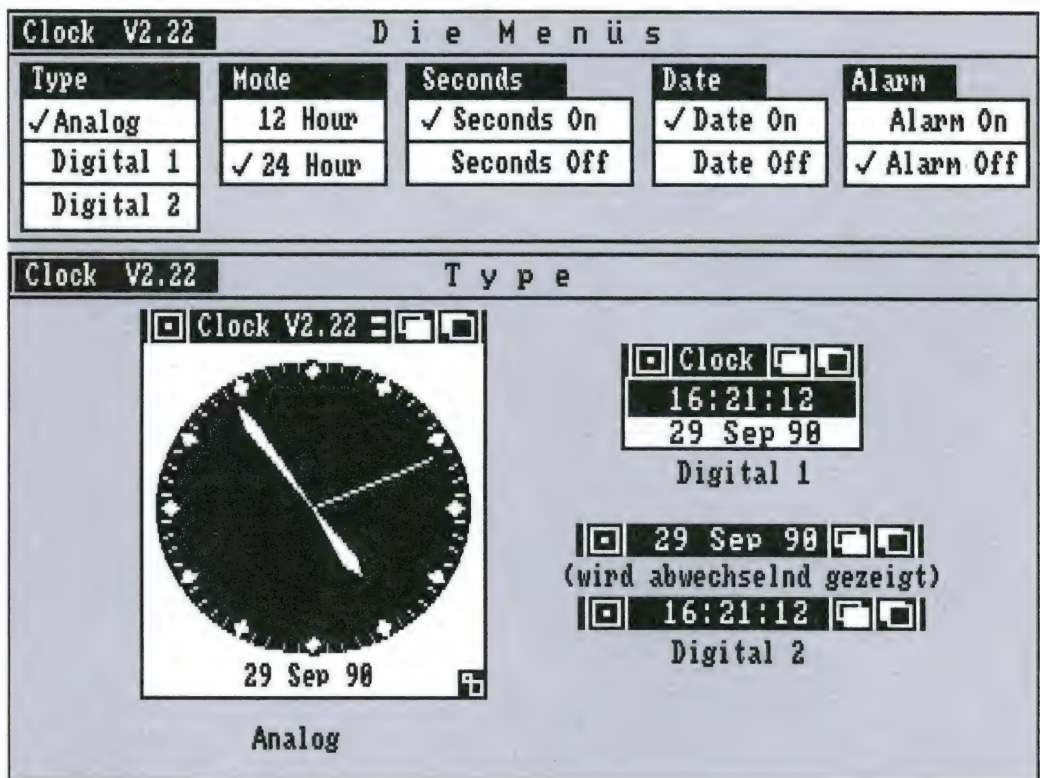 Clock V2.22 Die Menüs
Type Mode Seconds Date Alarm
✓Analog 12 Hour ✓ Seconds On ✓Date On Alarm On
Digital 1 ✓ 24 Hour Seconds Off Date Off ✓ Alarm Off
Digital 2
Clock V2.22 Type
Clock V2.22
29 Sep 90
Analog
Clock
16:21:12
29 Sep 90
Digital 1
29 Sep 90
(wird abwechselnd gezeigt)
16:21:12
Digital 2